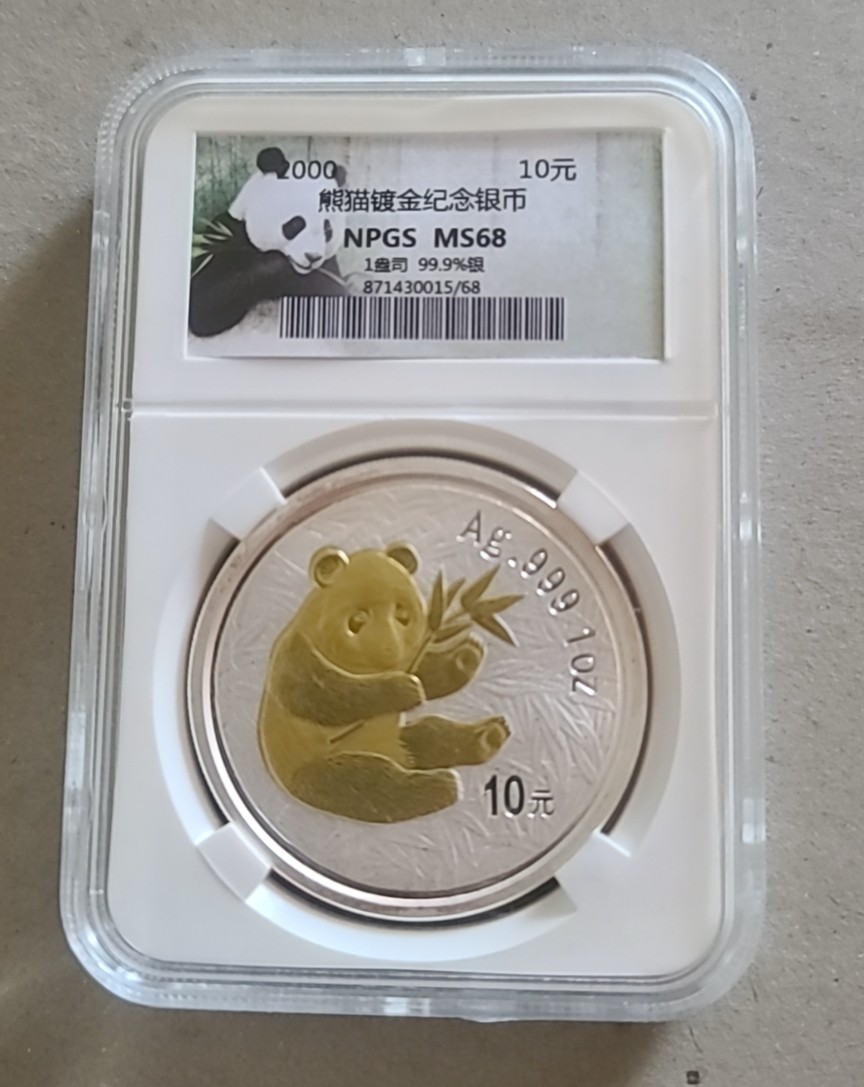 2000 10元
熊猫镀金纪念银币
NPGS MS68
1盎司 99.9%银
871430015/68
Ag.999 1oz
10元